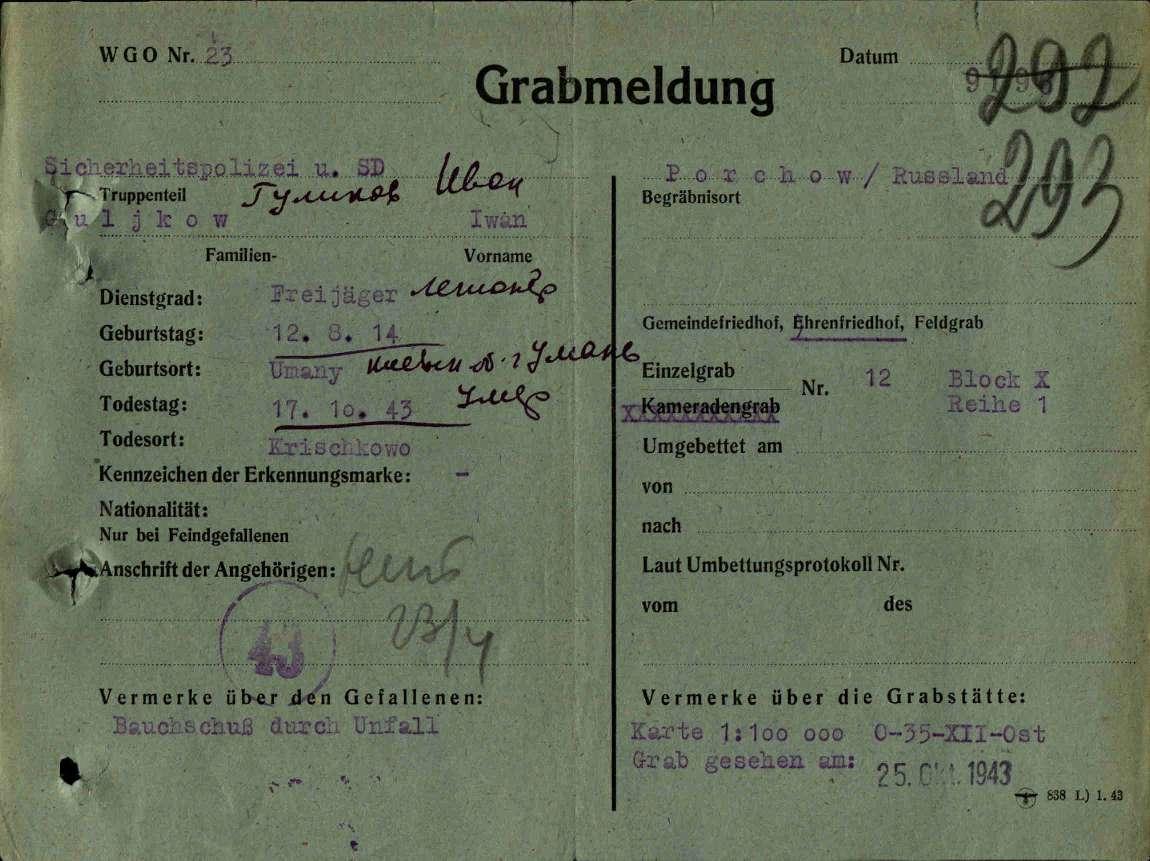 WGO Nr. 23
Datum
292
Grabmeldung
293
Sicherheitspolizei u. SD
Truppenteil
Гуликов Иван
Guljkow Iwan
Familien- Vorname
Dienstgrad: Freijäger
Geburtstag: 12. 8. 14
Geburtsort: Umany
Todestag: 17. 10. 43 Умер
Todesort: Krischkowo
Kennzeichen der Erkennungsmarke: -
Nationalität:
Nur bei Feindgefallenen
Anschrift der Angehörigen:
43
Vermerke über den Gefallenen:
Bauchschuß durch Unfall
Porchow / Russland
Begräbnisort
Gemeindefriedhof, Ehrenfriedhof, Feldgrab
Einzelgrab
Kameradengrab
Nr. 12 Block X
Reihe 1
Umgebettet am
von
nach
Laut Umbettungsprotokoll Nr.
vom des
Vermerke über die Grabstätte:
Karte 1:100 000 O-35-XII-Ost
Grab gesehen am: 25. Okt. 1943
838 L) 1. 43